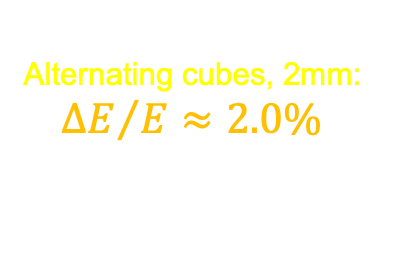 Alternating cubes, 2mm:
ΔE/E ≈ 2.0%